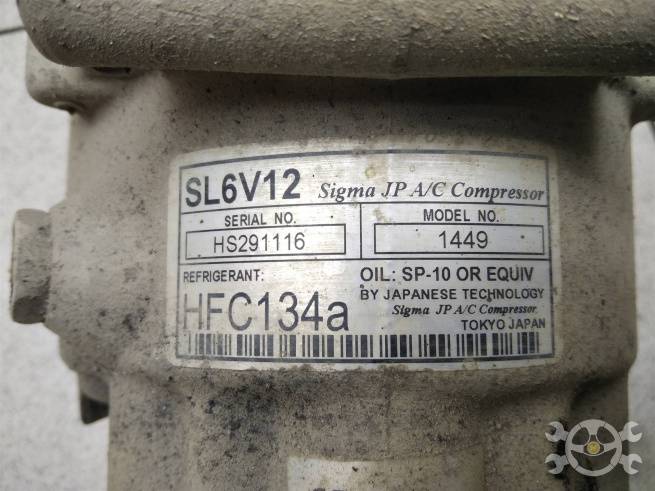 SL6V12 Sigma JP A/C Compressor
SERIAL NO. MODEL NO.
HS291116 1449
REFRIGERANT: OIL: SP-10 OR EQUIV
HFC134a BY JAPANESE TECHNOLOGY
Sigma JP A/C Compressor
TOKYO JAPAN